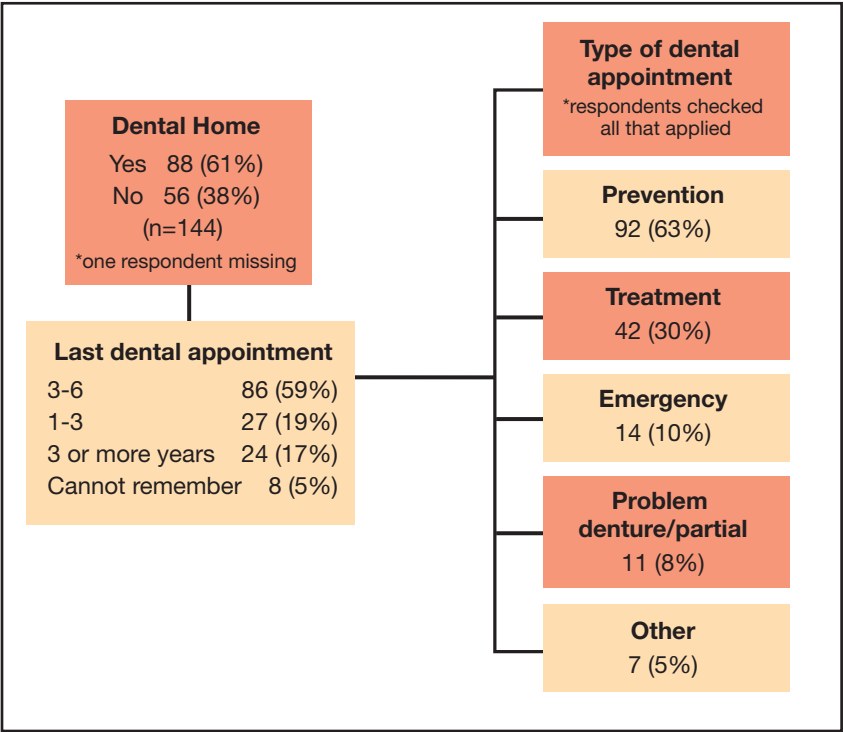 Dental Home
Yes 88 (61%)
No 56 (38%)
(n=144)
*one respondent missing
Last dental appointment
3-6 86 (59%)
1-3 27 (19%)
3 or more years 24 (17%)
Cannot remember 8 (5%)
Type of dental
appointment
*respondents checked
all that applied
Prevention
92 (63%)
Treatment
42 (30%)
Emergency
14 (10%)
Problem
denture/partial
11 (8%)
Other
7 (5%)